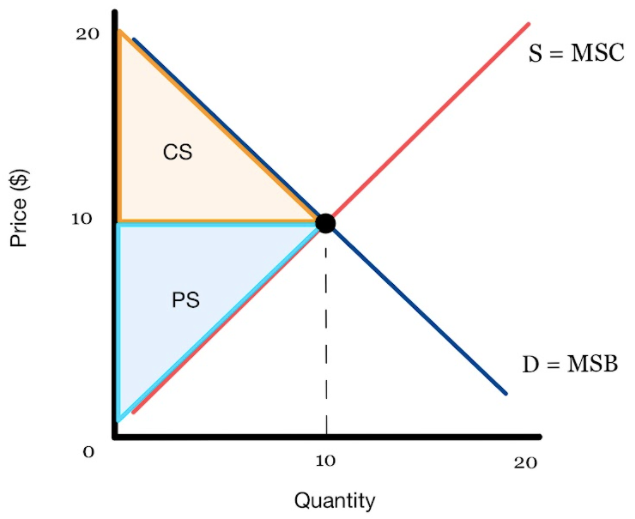 20
S = MSC
CS
10
Price ($)
PS
D = MSB
0
10
20
Quantity